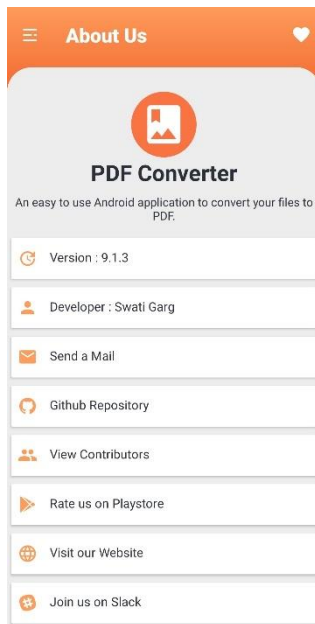 About Us
PDF Converter
An easy to use Android application to convert your files to
PDF.
Version : 9.1.3
Developer : Swati Garg
Send a Mail
Github Repository
View Contributors
Rate us on Playstore
Visit our Website
Join us on Slack